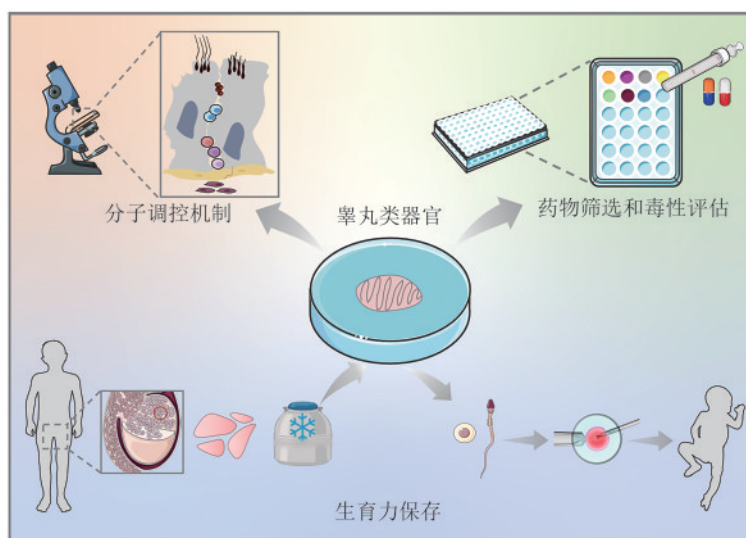 分子调控机制
睾丸类器官
药物筛选和毒性评估
生育力保存